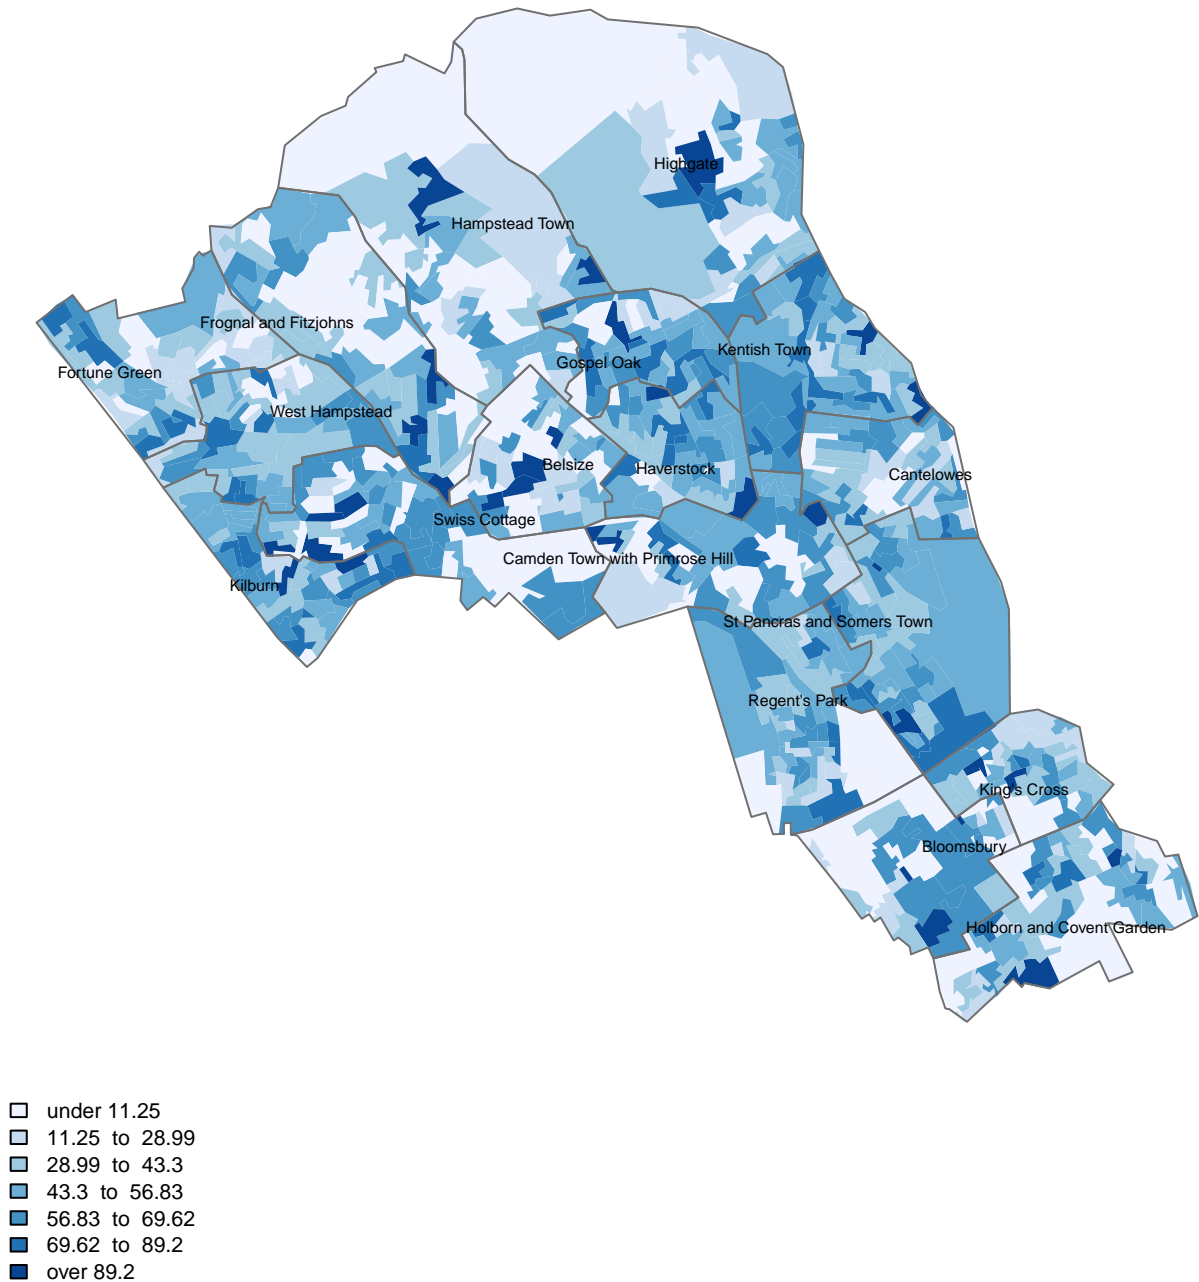 Highgate
Hampstead Town
Frognal and Fitzjohns
Kentish Town
Gospel Oak
Fortune Green
West Hampstead
Belsize
Haverstock
Cantelowes
Swiss Cottage
Camden Town with Primrose Hill
Kilburn
St Pancras and Somers Town
Regent's Park
King's Cross
Bloomsbury
Holborn and Covent Garden
under 11.25
11.25 to 28.99
28.99 to 43.3
43.3 to 56.83
56.83 to 69.62
69.62 to 89.2
over 89.2